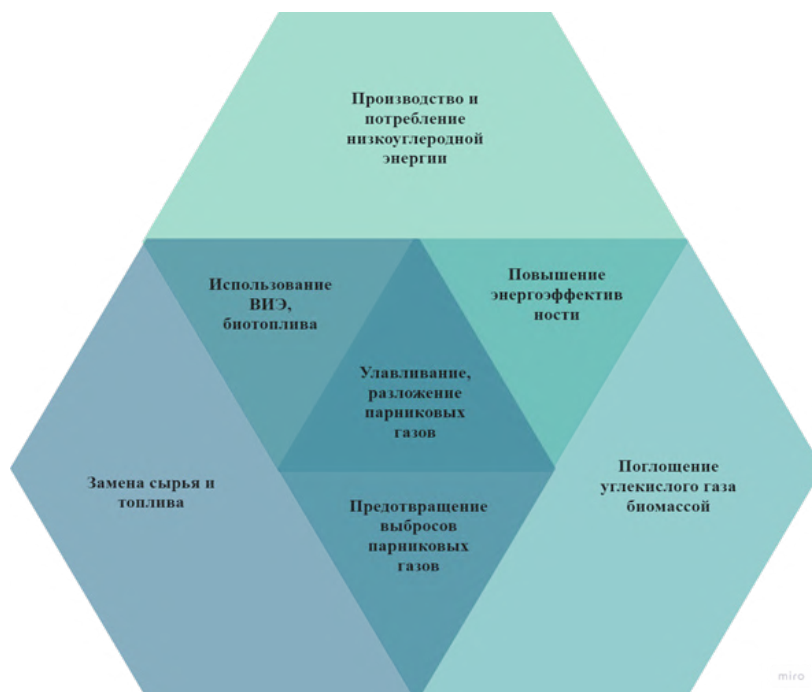 Производство и
потребление
низкоуглеродной
энергии
Использование
ВИЭ,
биотоплива
Повышение
энергоэффектив
ности
Улавливание,
разложение
парниковых
газов
Замена сырья и
топлива
Поглощение
углекислого газа
биомассой
Предотвращение
выбросов
парниковых
газов
miro